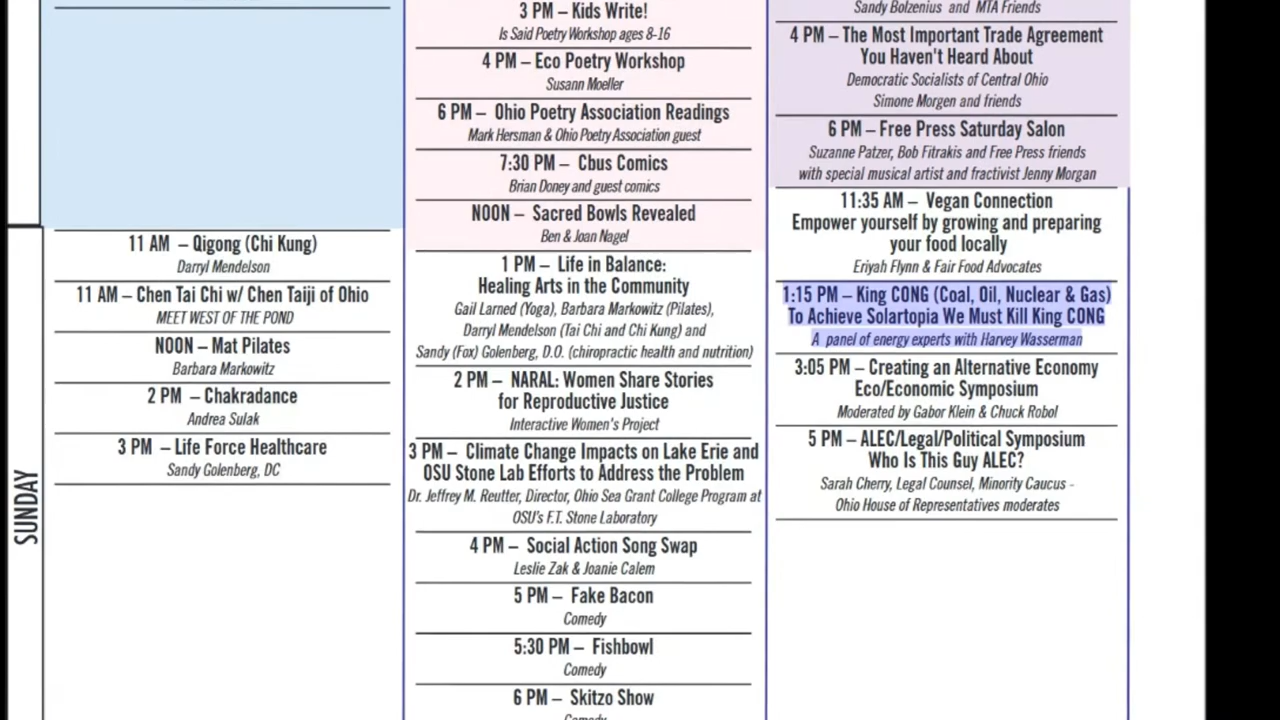 SUNDAY
11 AM – Qigong (Chi Kung)
Darryl Mendelson
11 AM – Chen Tai Chi w/ Chen Taiji of Ohio
MEET WEST OF THE POND
NOON – Mat Pilates
Barbara Markowitz
2 PM – Chakradance
Andrea Sulak
3 PM – Life Force Healthcare
Sandy Golenberg, DC
3 PM – Kids Write!
Is Said Poetry Workshop ages 8-16
4 PM – Eco Poetry Workshop
Susann Moeller
6 PM – Ohio Poetry Association Readings
Mark Hersman & Ohio Poetry Association guest
7:30 PM – Cbus Comics
Brian Doney and guest comics
NOON – Sacred Bowls Revealed
Ben & Joan Nagel
1 PM – Life in Balance:
Healing Arts in the Community
Gail Larned (Yoga), Barbara Markowitz (Pilates),
Darryl Mendelson (Tai Chi and Chi Kung) and
Sandy (Fox) Golenberg, D.O. (chiropractic health and nutrition)
2 PM – NARAL: Women Share Stories
for Reproductive Justice
Interactive Women's Project
3 PM – Climate Change Impacts on Lake Erie and
OSU Stone Lab Efforts to Address the Problem
Dr. Jeffrey M. Reutter, Director, Ohio Sea Grant College Program at
OSU's F.T. Stone Laboratory
4 PM – Social Action Song Swap
Leslie Zak & Joanie Calem
5 PM – Fake Bacon
Comedy
5:30 PM – Fishbowl
Comedy
6 PM – Skitzo Show
Comedy
Sandy Bolzenius and MTA Friends
4 PM – The Most Important Trade Agreement
You Haven't Heard About
Democratic Socialists of Central Ohio
Simone Morgen and friends
6 PM – Free Press Saturday Salon
Suzanne Patzer, Bob Fitrakis and Free Press friends
with special musical artist and fractivist Jenny Morgan
11:35 AM – Vegan Connection
Empower yourself by growing and preparing
your food locally
Eriyah Flynn & Fair Food Advocates
1:15 PM – King CONG (Coal, Oil, Nuclear & Gas)
To Achieve Solartopia We Must Kill King CONG
A panel of energy experts with Harvey Wasserman
3:05 PM – Creating an Alternative Economy
Eco/Economic Symposium
Moderated by Gabor Klein & Chuck Robol
5 PM – ALEC/Legal/Political Symposium
Who Is This Guy ALEC?
Sarah Cherry, Legal Counsel, Minority Caucus -
Ohio House of Representatives moderates